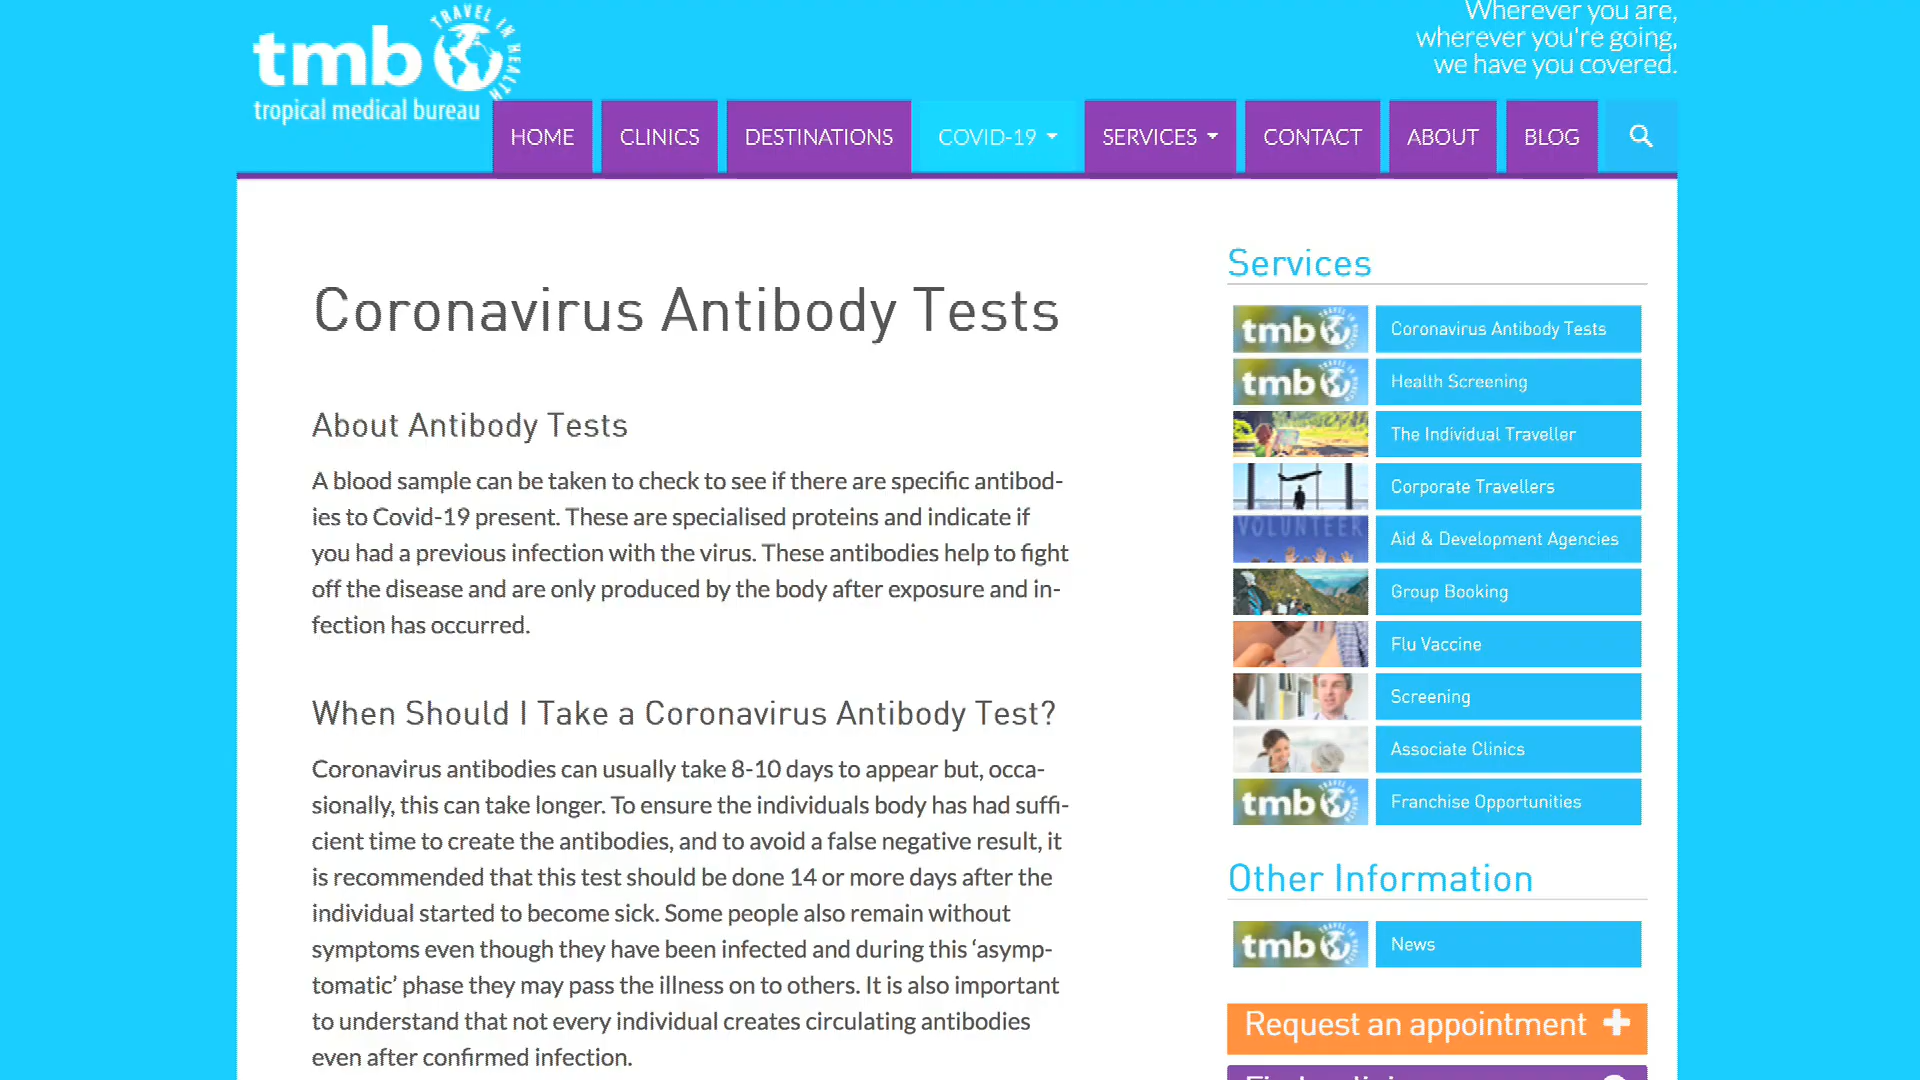 tmb
TRAVEL IN HEALTH
tropical medical bureau
Wherever you are,
wherever you're going,
we have you covered.
HOME
CLINICS
DESTINATIONS
COVID-19
SERVICES
CONTACT
ABOUT
BLOG
Coronavirus Antibody Tests
About Antibody Tests
A blood sample can be taken to check to see if there are specific antibod-
ies to Covid-19 present. These are specialised proteins and indicate if
you had a previous infection with the virus. These antibodies help to fight
off the disease and are only produced by the body after exposure and in-
fection has occurred.
When Should I Take a Coronavirus Antibody Test?
Coronavirus antibodies can usually take 8-10 days to appear but, occa-
sionally, this can take longer. To ensure the individuals body has had suffi-
cient time to create the antibodies, and to avoid a false negative result, it
is recommended that this test should be done 14 or more days after the
individual started to become sick. Some people also remain without
symptoms even though they have been infected and during this ‘asymp-
tomatic’ phase they may pass the illness on to others. It is also important
to understand that not every individual creates circulating antibodies
even after confirmed infection.
Services
tmb
Coronavirus Antibody Tests
tmb
Health Screening
The Individual Traveller
Corporate Travellers
VOLUNTEER
Aid & Development Agencies
Group Booking
Flu Vaccine
Screening
Associate Clinics
tmb
Franchise Opportunities
Other Information
tmb
News
Request an appointment